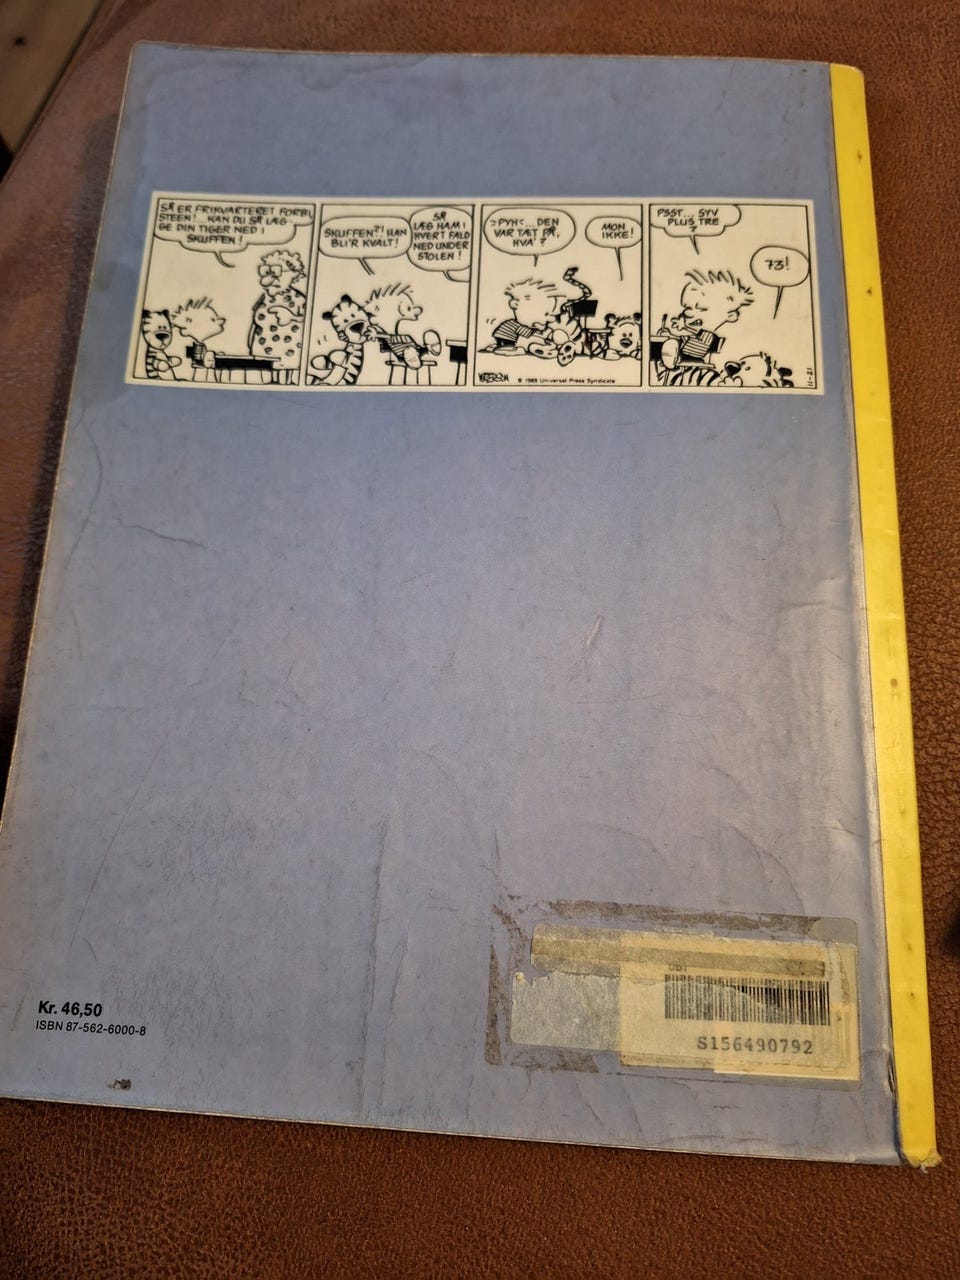 SÅ ER FRIKVARTERET FORBI,
STEEN!.. KAN DU SÅ LÆG-
GE DIN TIGER NED I
SKUFFEN!
SKUFFEN?! HAN
BLI'R KVALT!
SÅ
LÆG HAM I
HVERT FALD
NED UNDER
STOLEN!
>PYH<... DEN
VAR TÆT PÅ,
HVA'?
MON
IKKE!
WATTERSON
© 1985 Universal Press Syndicate
PSST... SYV
PLUS TRE
?
73!
11-21
Kr. 46,50
ISBN 87-562-6000-8
S156490792